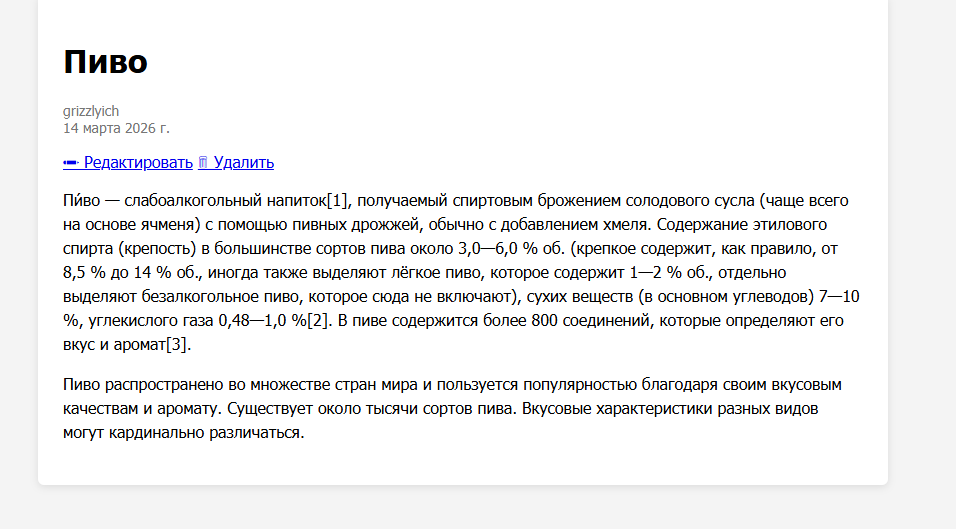 Пиво
grizzlyich
14 марта 2026 г.
✏ Редактировать 🗑 Удалить
Пи́во — слабоалкогольный напиток[1], получаемый спиртовым брожением солодового сусла (чаще всего
на основе ячменя) с помощью пивных дрожжей, обычно с добавлением хмеля. Содержание этилового
спирта (крепость) в большинстве сортов пива около 3,0—6,0 % об. (крепкое содержит, как правило, от
8,5 % до 14 % об., иногда также выделяют лёгкое пиво, которое содержит 1—2 % об., отдельно
выделяют безалкогольное пиво, которое сюда не включают), сухих веществ (в основном углеводов) 7—10
%, углекислого газа 0,48—1,0 %[2]. В пиве содержится более 800 соединений, которые определяют его
вкус и аромат[3].
Пиво распространено во множестве стран мира и пользуется популярностью благодаря своим вкусовым
качествам и аромату. Существует около тысячи сортов пива. Вкусовые характеристики разных видов
могут кардинально различаться.